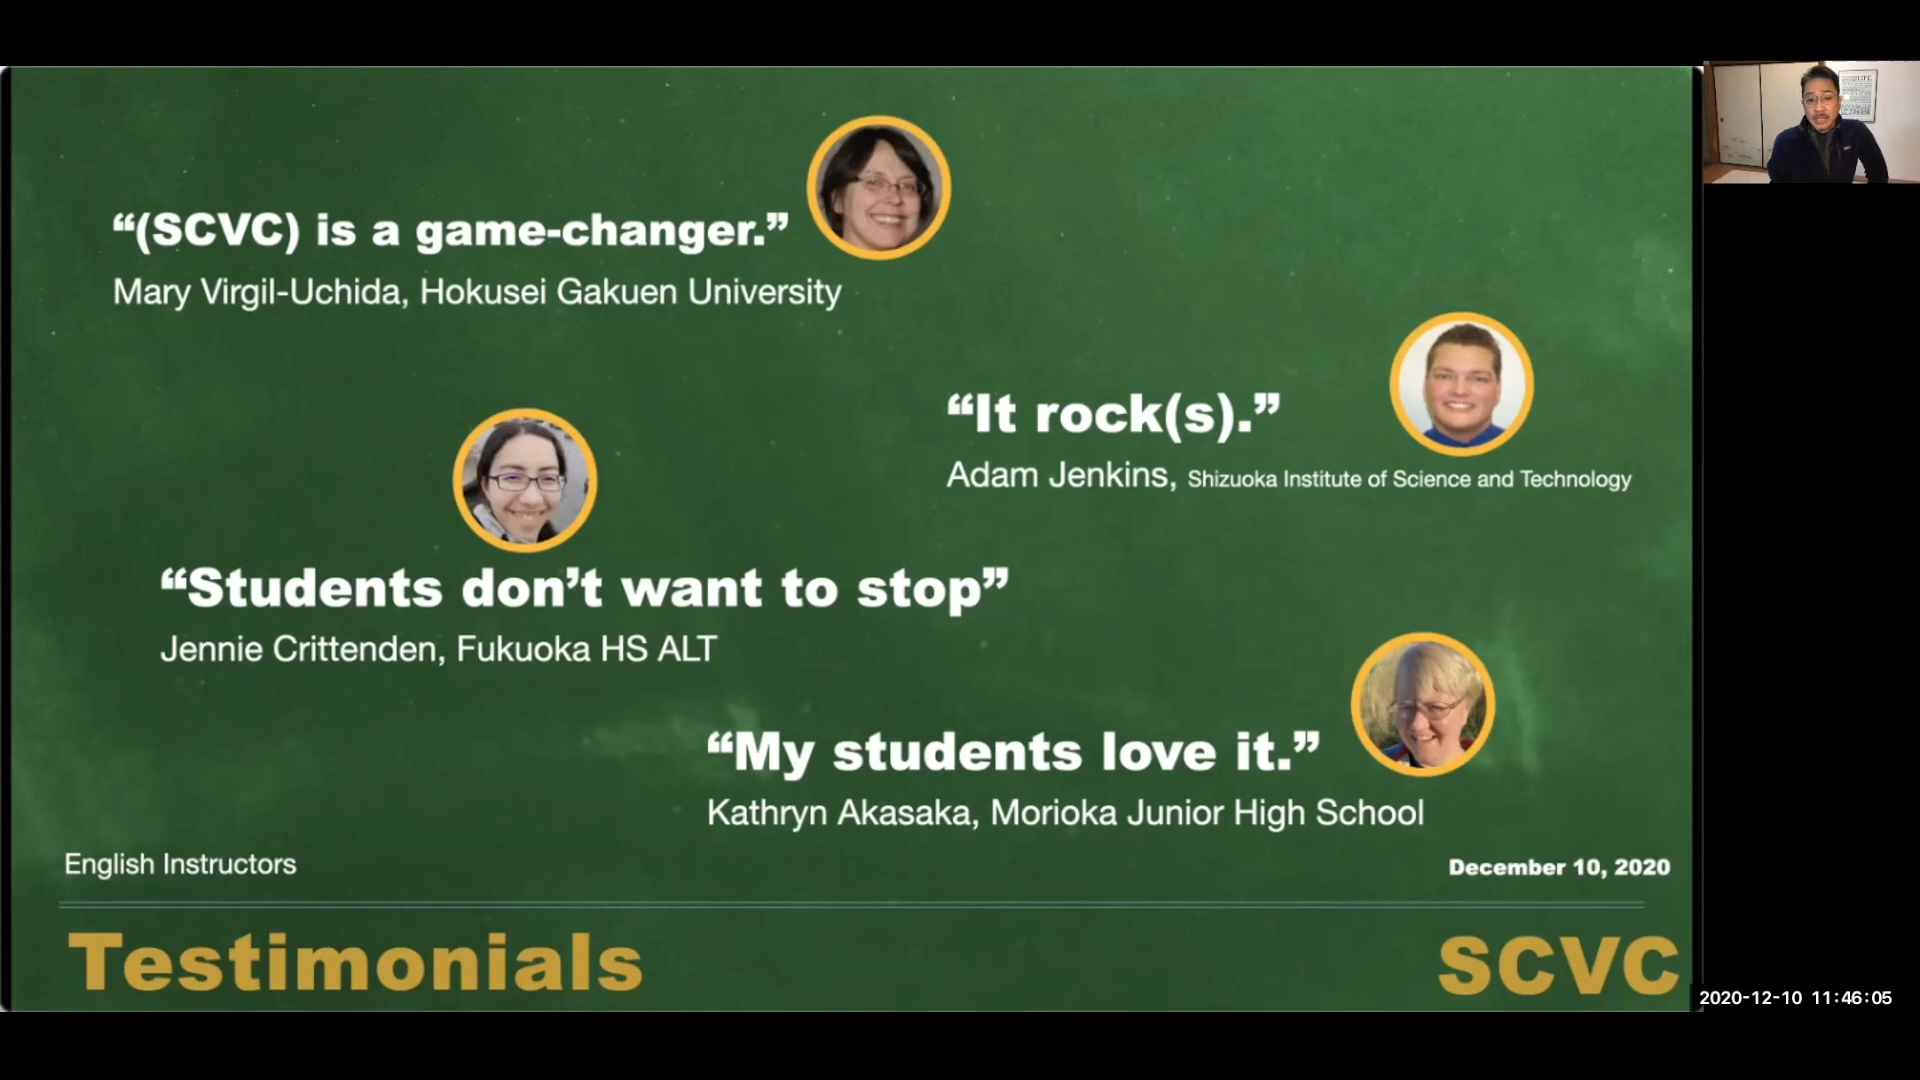 “(SCVC) is a game-changer.”
Mary Virgil-Uchida, Hokusei Gakuen University
“It rock(s).”
Adam Jenkins, Shizuoka Institute of Science and Technology
“Students don’t want to stop”
Jennie Crittenden, Fukuoka HS ALT
“My students love it.”
Kathryn Akasaka, Morioka Junior High School
English Instructors
December 10, 2020
Testimonials
SCVC
2020-12-10 11:46:05